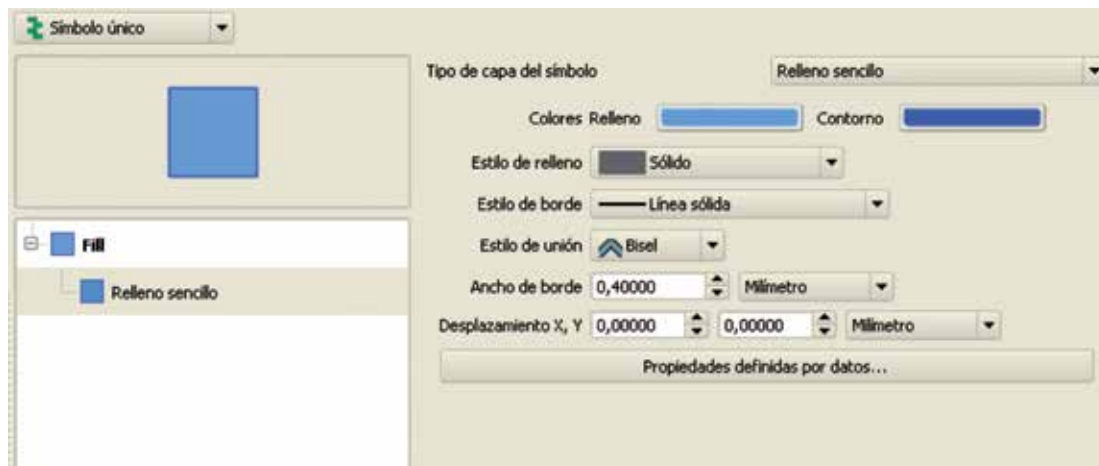 Símbolo único
Tipo de capa del símbolo Relleno sencillo
Colores Relleno Contorno
Estilo de relleno Sólido
Estilo de borde Línea sólida
Fill
Estilo de unión Bisel
Relleno sencillo
Ancho de borde 0,40000 Milímetro
Desplazamiento X, Y 0,00000 0,00000 Milímetro
Propiedades definidas por datos...